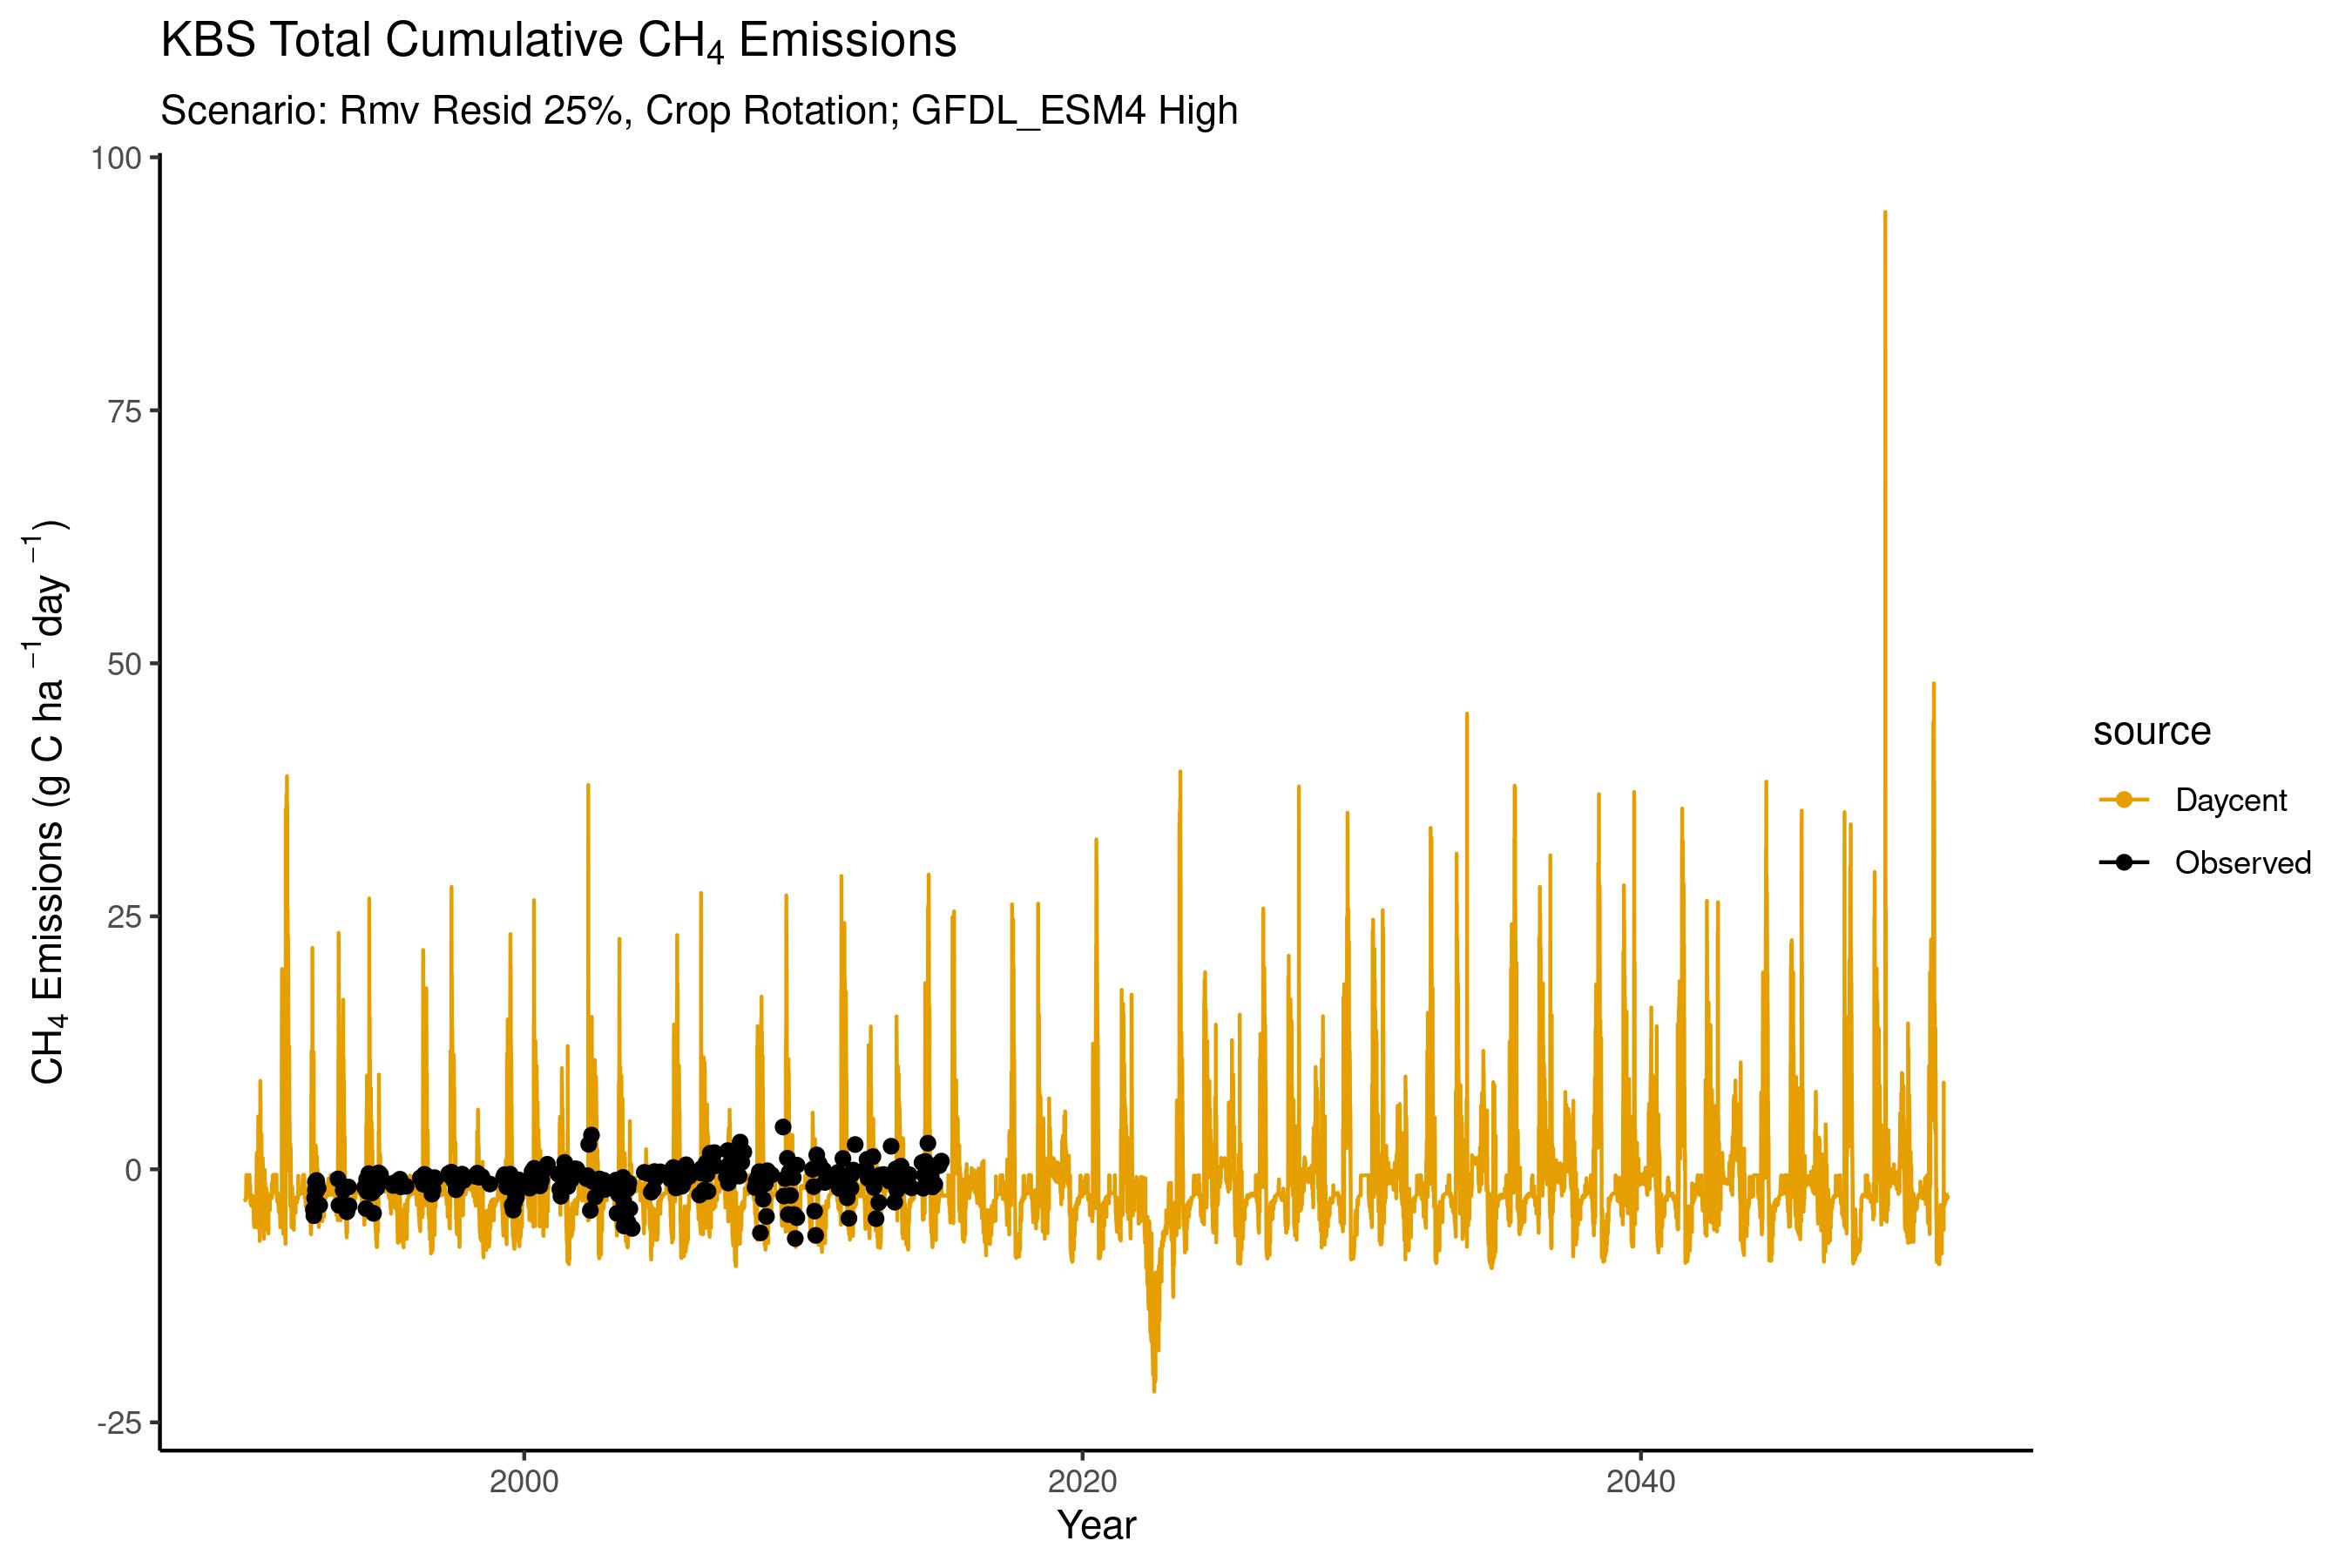 KBS Total Cumulative CH₄ Emissions
Scenario: Rmv Resid 25%, Crop Rotation; GFDL_ESM4 High
CH₄ Emissions (g C ha ⁻¹day ⁻¹)
100
75
50
25
0
-25
2000
2020
2040
Year
source
Daycent
Observed